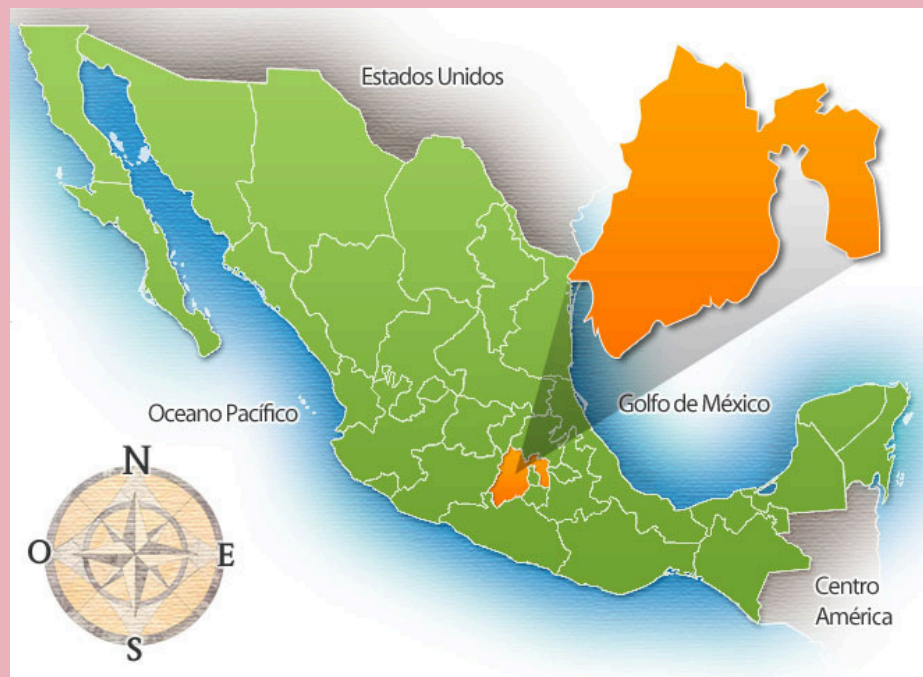 Estados Unidos
Golfo de México
Oceano Pacífico
N
O
E
S
Centro
América